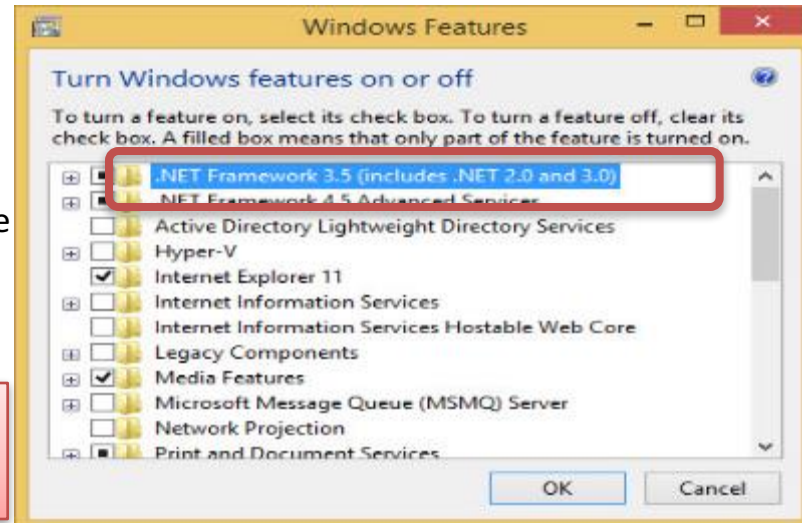 Windows Features
Turn Windows features on or off
To turn a feature on, select its check box. To turn a feature off, clear its
check box. A filled box means that only part of the feature is turned on.
.NET Framework 3.5 (includes .NET 2.0 and 3.0)
.NET Framework 4.5 Advanced Services
Active Directory Lightweight Directory Services
e
Hyper-V
Internet Explorer 11
Internet Information Services
Internet Information Services Hostable Web Core
Legacy Components
Media Features
Microsoft Message Queue (MSMQ) Server
Network Projection
Print and Document Services
OK
Cancel